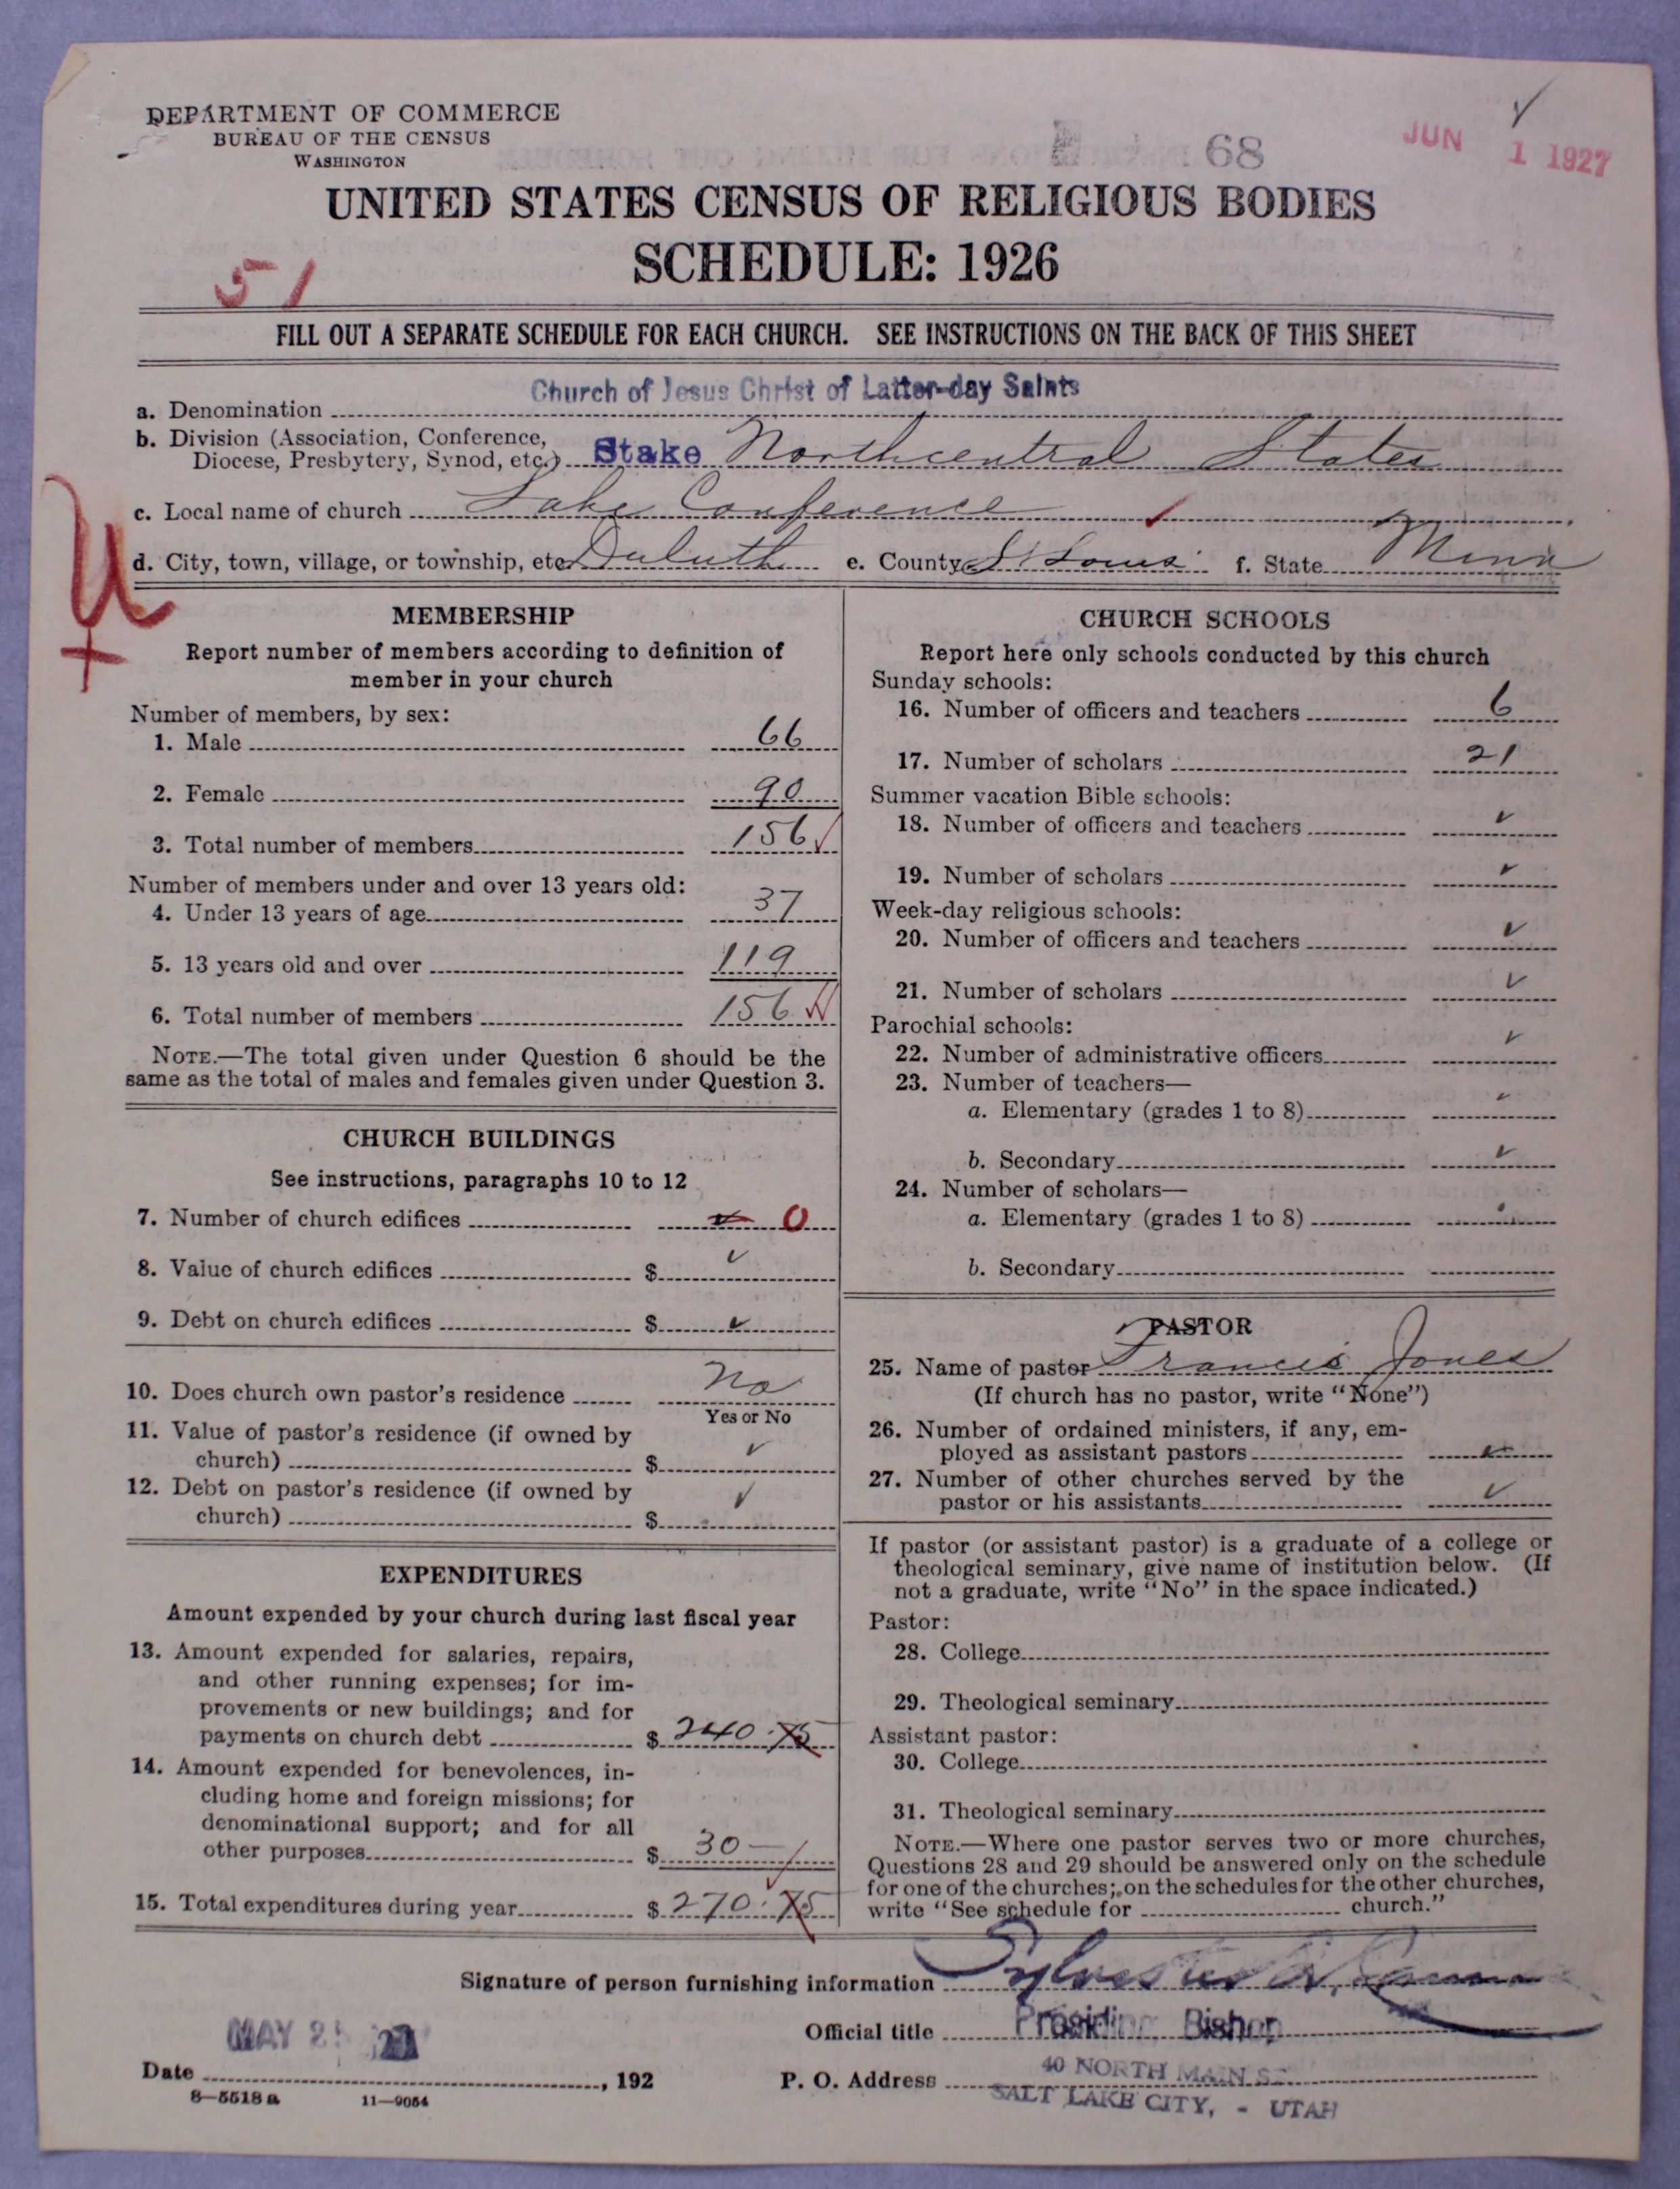 DEPARTMENT OF COMMERCE
BUREAU OF THE CENSUS
WASHINGTON
68
JUN 1 1927
UNITED STATES CENSUS OF RELIGIOUS BODIES
SCHEDULE: 1926
51
FILL OUT A SEPARATE SCHEDULE FOR EACH CHURCH. SEE INSTRUCTIONS ON THE BACK OF THIS SHEET
a. Denomination Church of Jesus Christ of Latter-day Saints
b. Division (Association, Conference,
Diocese, Presbytery, Synod, etc.) Stake Northcentral States
c. Local name of church Lake Conference
d. City, town, village, or township, etc. Duluth e. County St Louis f. State Minn
MEMBERSHIP
Report number of members according to definition of
member in your church
Number of members, by sex:
1. Male 66
2. Female 90
3. Total number of members 156
Number of members under and over 13 years old:
4. Under 13 years of age 37
5. 13 years old and over 119
6. Total number of members 156
NOTE.—The total given under Question 6 should be the
same as the total of males and females given under Question 3.
CHURCH BUILDINGS
See instructions, paragraphs 10 to 12
7. Number of church edifices 0
8. Value of church edifices $ ✓
9. Debt on church edifices $ ✓
10. Does church own pastor's residence no
Yes or No
11. Value of pastor's residence (if owned by
church) $ ✓
12. Debt on pastor's residence (if owned by
church) $ ✓
EXPENDITURES
Amount expended by your church during last fiscal year
13. Amount expended for salaries, repairs,
and other running expenses; for im-
provements or new buildings; and for
payments on church debt $ 240.75
14. Amount expended for benevolences, in-
cluding home and foreign missions; for
denominational support; and for all
other purposes $ 30—
15. Total expenditures during year $ 270.75
CHURCH SCHOOLS
Report here only schools conducted by this church
Sunday schools:
16. Number of officers and teachers 6
17. Number of scholars 21
Summer vacation Bible schools:
18. Number of officers and teachers ✓
19. Number of scholars ✓
Week-day religious schools:
20. Number of officers and teachers ✓
21. Number of scholars ✓
Parochial schools:
22. Number of administrative officers ✓
23. Number of teachers—
a. Elementary (grades 1 to 8) ✓
b. Secondary ✓
24. Number of scholars—
a. Elementary (grades 1 to 8)
b. Secondary
PASTOR
25. Name of pastor Francis Jones
(If church has no pastor, write "None")
26. Number of ordained ministers, if any, em-
ployed as assistant pastors ✓
27. Number of other churches served by the
pastor or his assistants ✓
If pastor (or assistant pastor) is a graduate of a college or
theological seminary, give name of institution below. (If
not a graduate, write "No" in the space indicated.)
Pastor:
28. College
29. Theological seminary
Assistant pastor:
30. College
31. Theological seminary
NOTE.—Where one pastor serves two or more churches,
Questions 28 and 29 should be answered only on the schedule
for one of the churches; on the schedules for the other churches,
write "See schedule for church."
Signature of person furnishing information Sylvester Q. Cannon
Official title Presiding Bishop
MAY 2
Date , 192
P. O. Address 40 NORTH MAIN ST.
SALT LAKE CITY, - UTAH
8—5518 a 11—9054